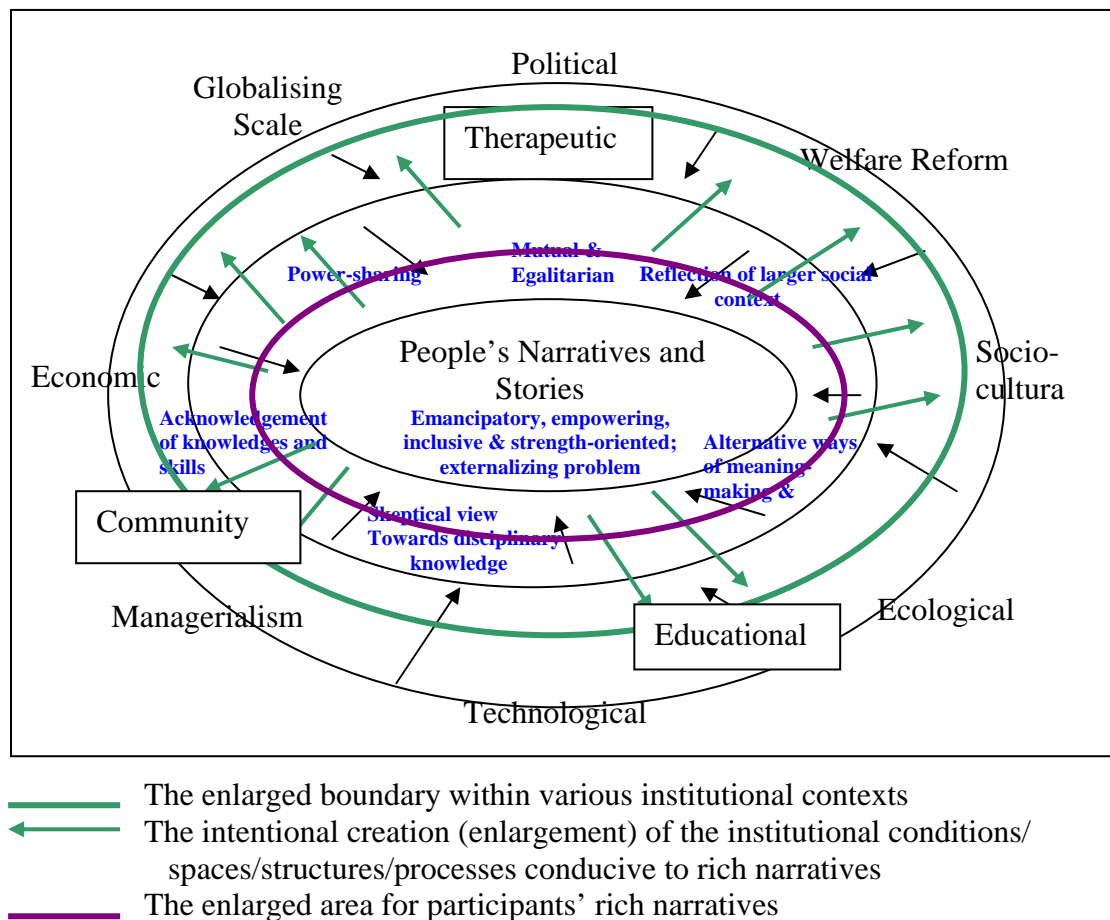 Political
Globalising
Scale
Therapeutic
Welfare Reform
Mutual &
Egalitarian
Power-sharing
Reflection of larger social
context
People's Narratives and
Stories
Economic
Socio-
cultura
Acknowledgement
of knowledges and
skills
Emancipatory, empowering,
inclusive & strength-oriented;
externalizing problem
Alternative ways
of meaning-
making &
Community
Skeptical view
Towards disciplinary
knowledge
Managerialism
Educational
Ecological
Technological
The enlarged boundary within various institutional contexts
The intentional creation (enlargement) of the institutional conditions/
spaces/structures/processes conducive to rich narratives
The enlarged area for participants' rich narratives